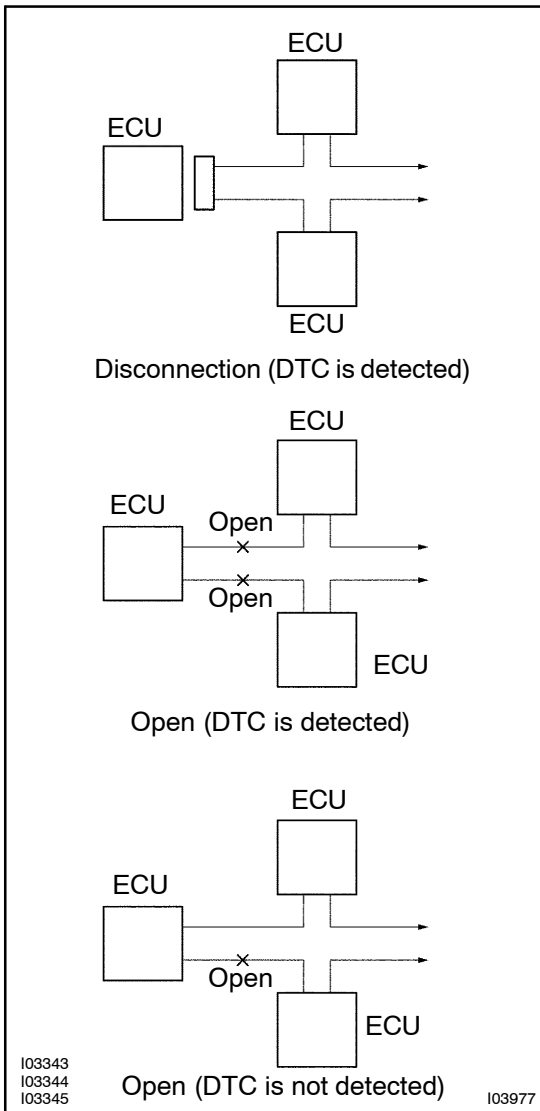 ECU
ECU
ECU
Disconnection (DTC is detected)
ECU
ECU
Open
Open
ECU
Open (DTC is detected)
ECU
ECU
Open
ECU
I03343
I03344
I03345
Open (DTC is not detected)
I03977